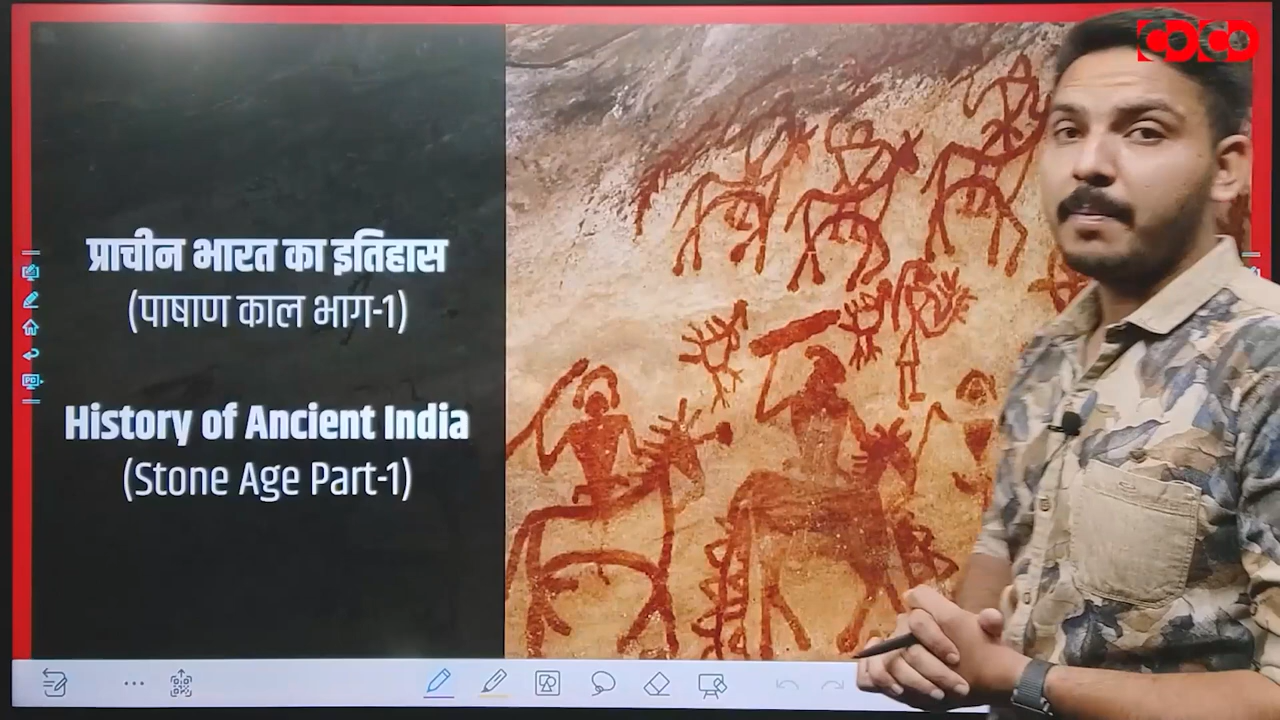 प्राचीन भारत का इतिहास
(पाषाण काल भाग-1)
History of Ancient India
(Stone Age Part-1)